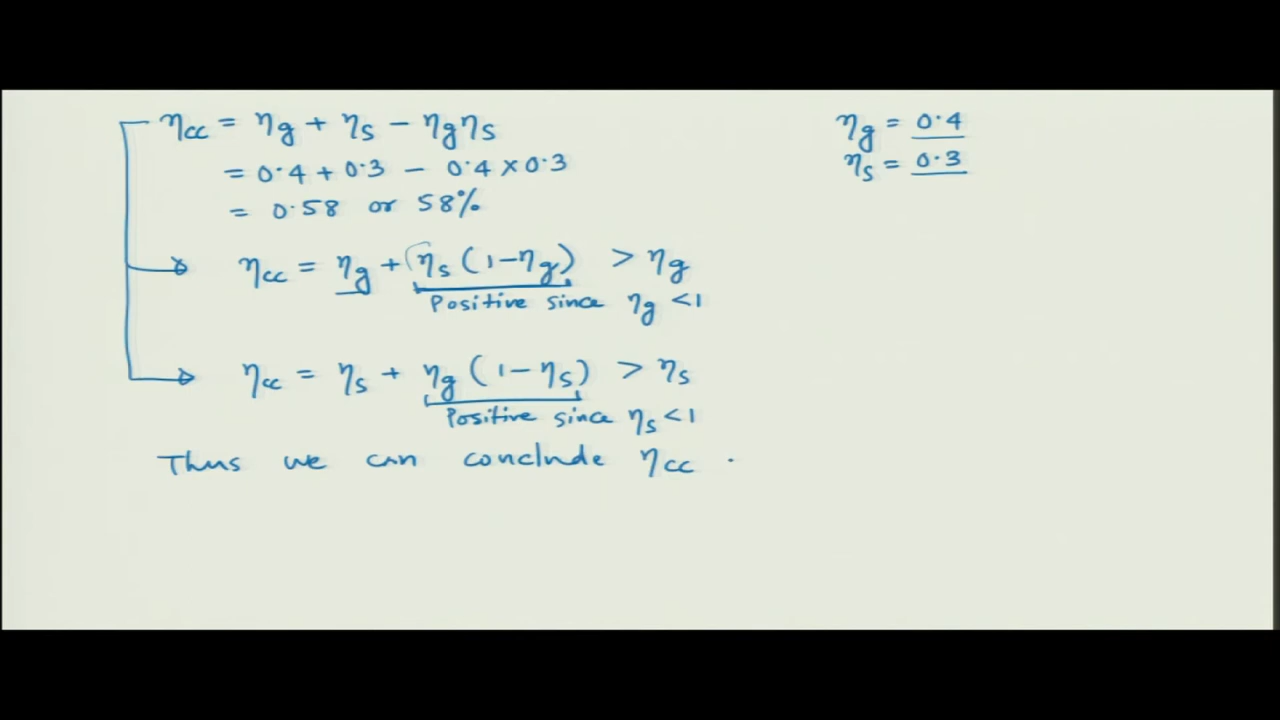 ηcc = ηg + ηs − ηgηs
= 0.4 + 0.3 − 0.4 × 0.3
= 0.58 or 58%
ηcc = ηg + ηs (1−ηg) > ηg
Positive since ηg <1
ηcc = ηs + ηg (1−ηs) > ηs
Positive since ηs <1
Thus we can conclude ηcc
ηg = 0.4
ηs = 0.3